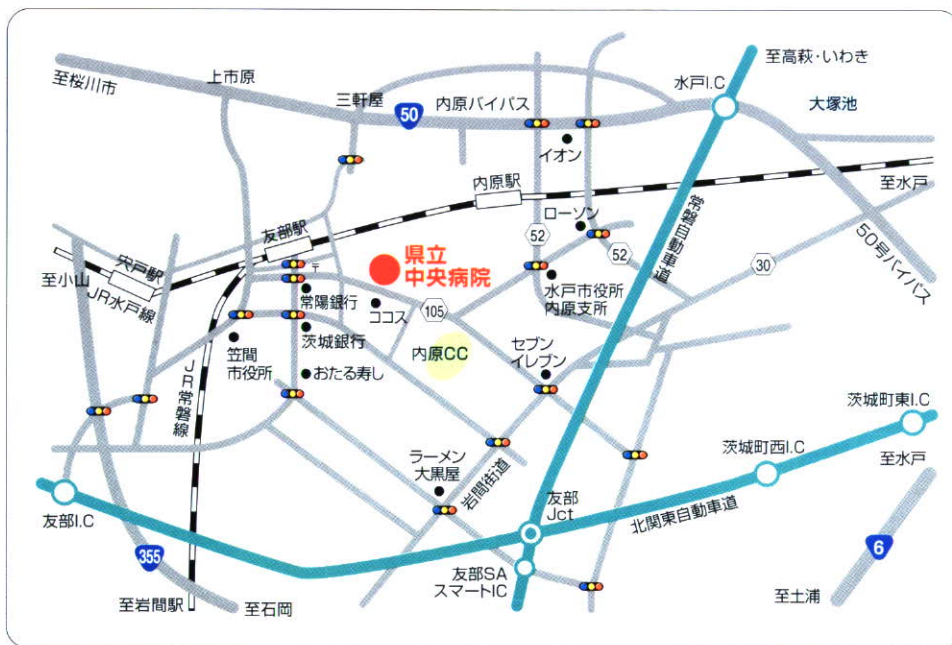 至高萩・いわき
水戸I.C
大塚池
上市原
至桜川市
三軒屋
内原バイパス
50
イオン
至水戸
内原駅
常磐自動車道
50号バイパス
ローソン
52
52
30
友部駅
〒
県立
中央病院
宍戸駅
至小山
JR水戸線
水戸市役所
内原支所
常陽銀行
ココス
105
茨城銀行
内原CC
セブン
イレブン
笠間
市役所
おたる寿し
JR常磐線
茨城町東I.C
茨城町西I.C
至水戸
ラーメン
大黒屋
岩間街道
友部
Jct
北関東自動車道
友部I.C
355
6
友部SA
スマートIC
至岩間駅
至石岡
至土浦